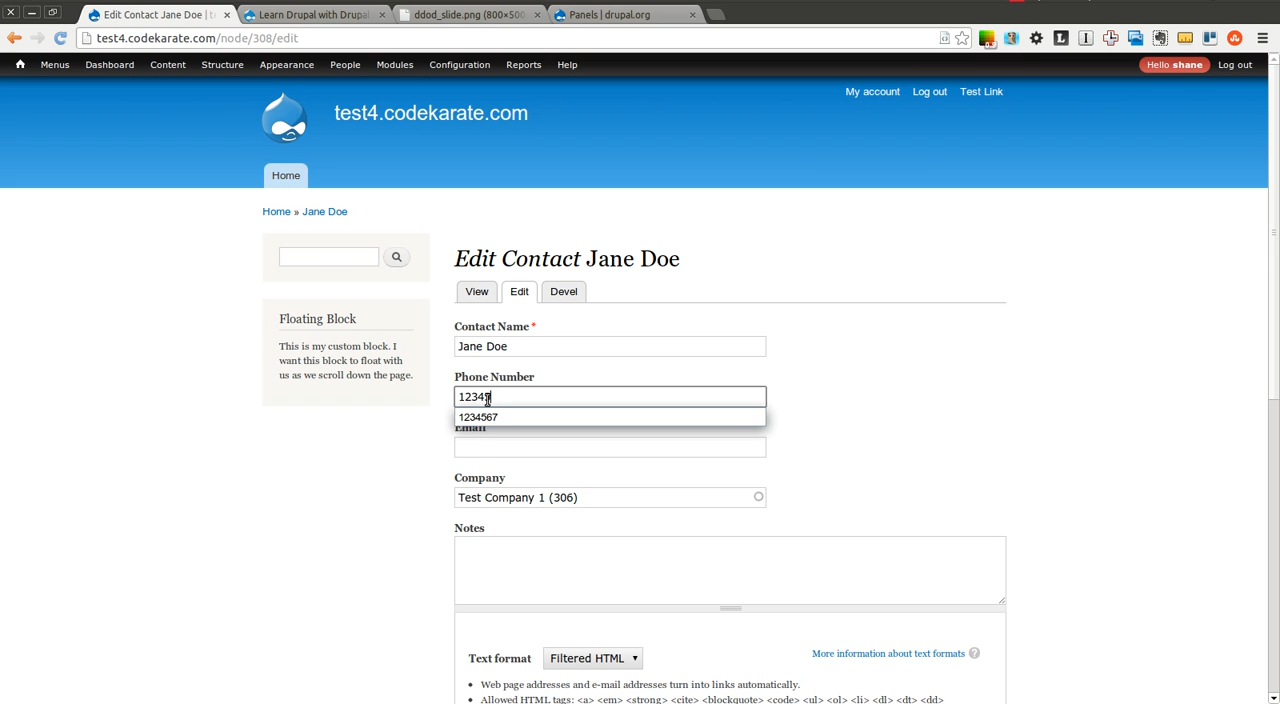 Edit Contact Jane Doe | t
Learn Drupal with Drupal
ddod_slide.png (800×500
Panels | drupal.org
test4.codekarate.com/node/308/edit
Menus Dashboard Content Structure Appearance People Modules Configuration Reports Help Hello shane Log out
My account Log out Test Link
test4.codekarate.com
Home
Home » Jane Doe
Edit Contact Jane Doe
View Edit Devel
Floating Block
This is my custom block. I
want this block to float with
us as we scroll down the page.
Contact Name *
Jane Doe
Phone Number
12345
1234567
Email
Company
Test Company 1 (306)
Notes
Text format Filtered HTML More information about text formats ?
Web page addresses and e-mail addresses turn into links automatically.
Allowed HTML tags: <a> <em> <strong> <cite> <blockquote> <code> <ul> <ol> <li> <dl> <dt> <dd>